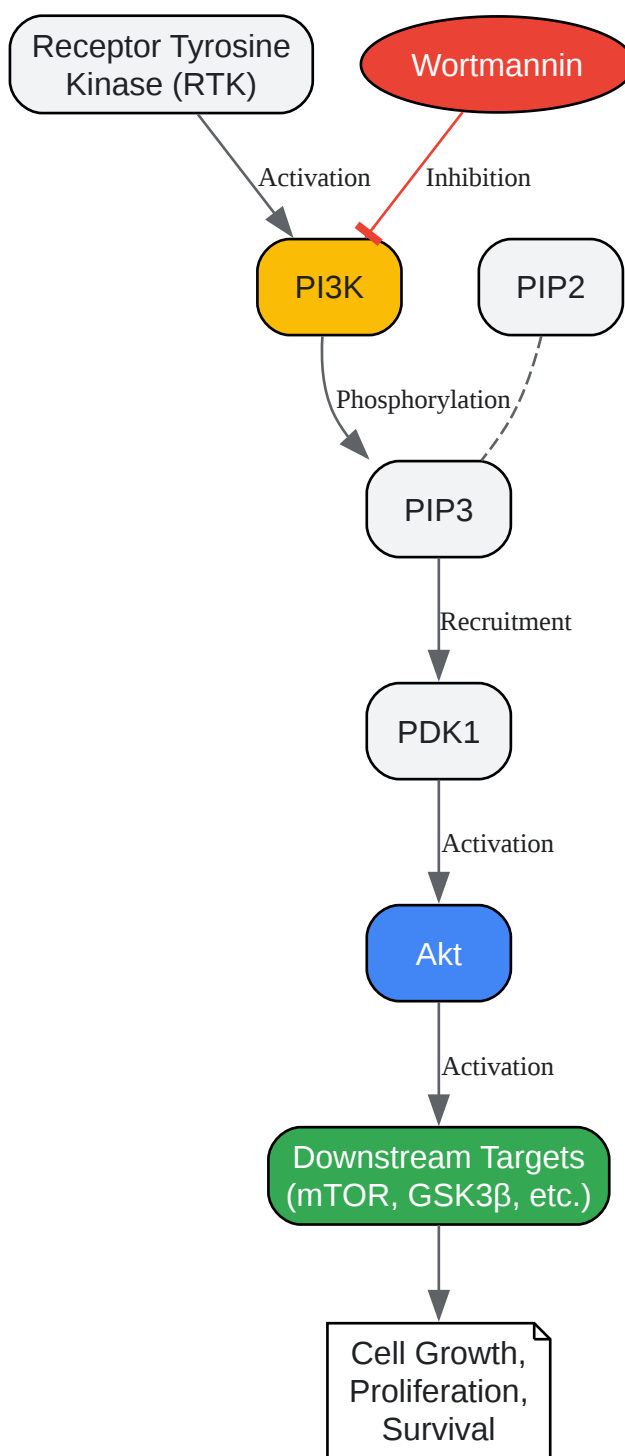 Receptor Tyrosine
Kinase (RTK)
Wortmannin
Activation
Inhibition
PI3K
PIP2
Phosphorylation
PIP3
Recruitment
PDK1
Activation
Akt
Activation
Downstream Targets
(mTOR, GSK3β, etc.)
Cell Growth,
Proliferation,
Survival